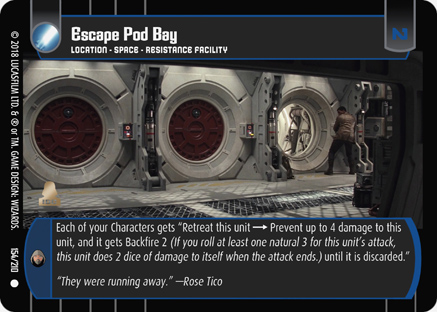 Escape Pod Bay
LOCATION - SPACE - RESISTANCE FACILITY
Each of your Characters gets "Retreat this unit → Prevent up to 4 damage to this
unit, and it gets Backfire 2 (If you roll at least one natural 3 for this unit's attack,
this unit does 2 dice of damage to itself when the attack ends.) until it is discarded."
"They were running away." —Rose Tico
© 2018 LUCASFILM LTD. & ® or TM. GAME DESIGN: WIZARDS.
154/210